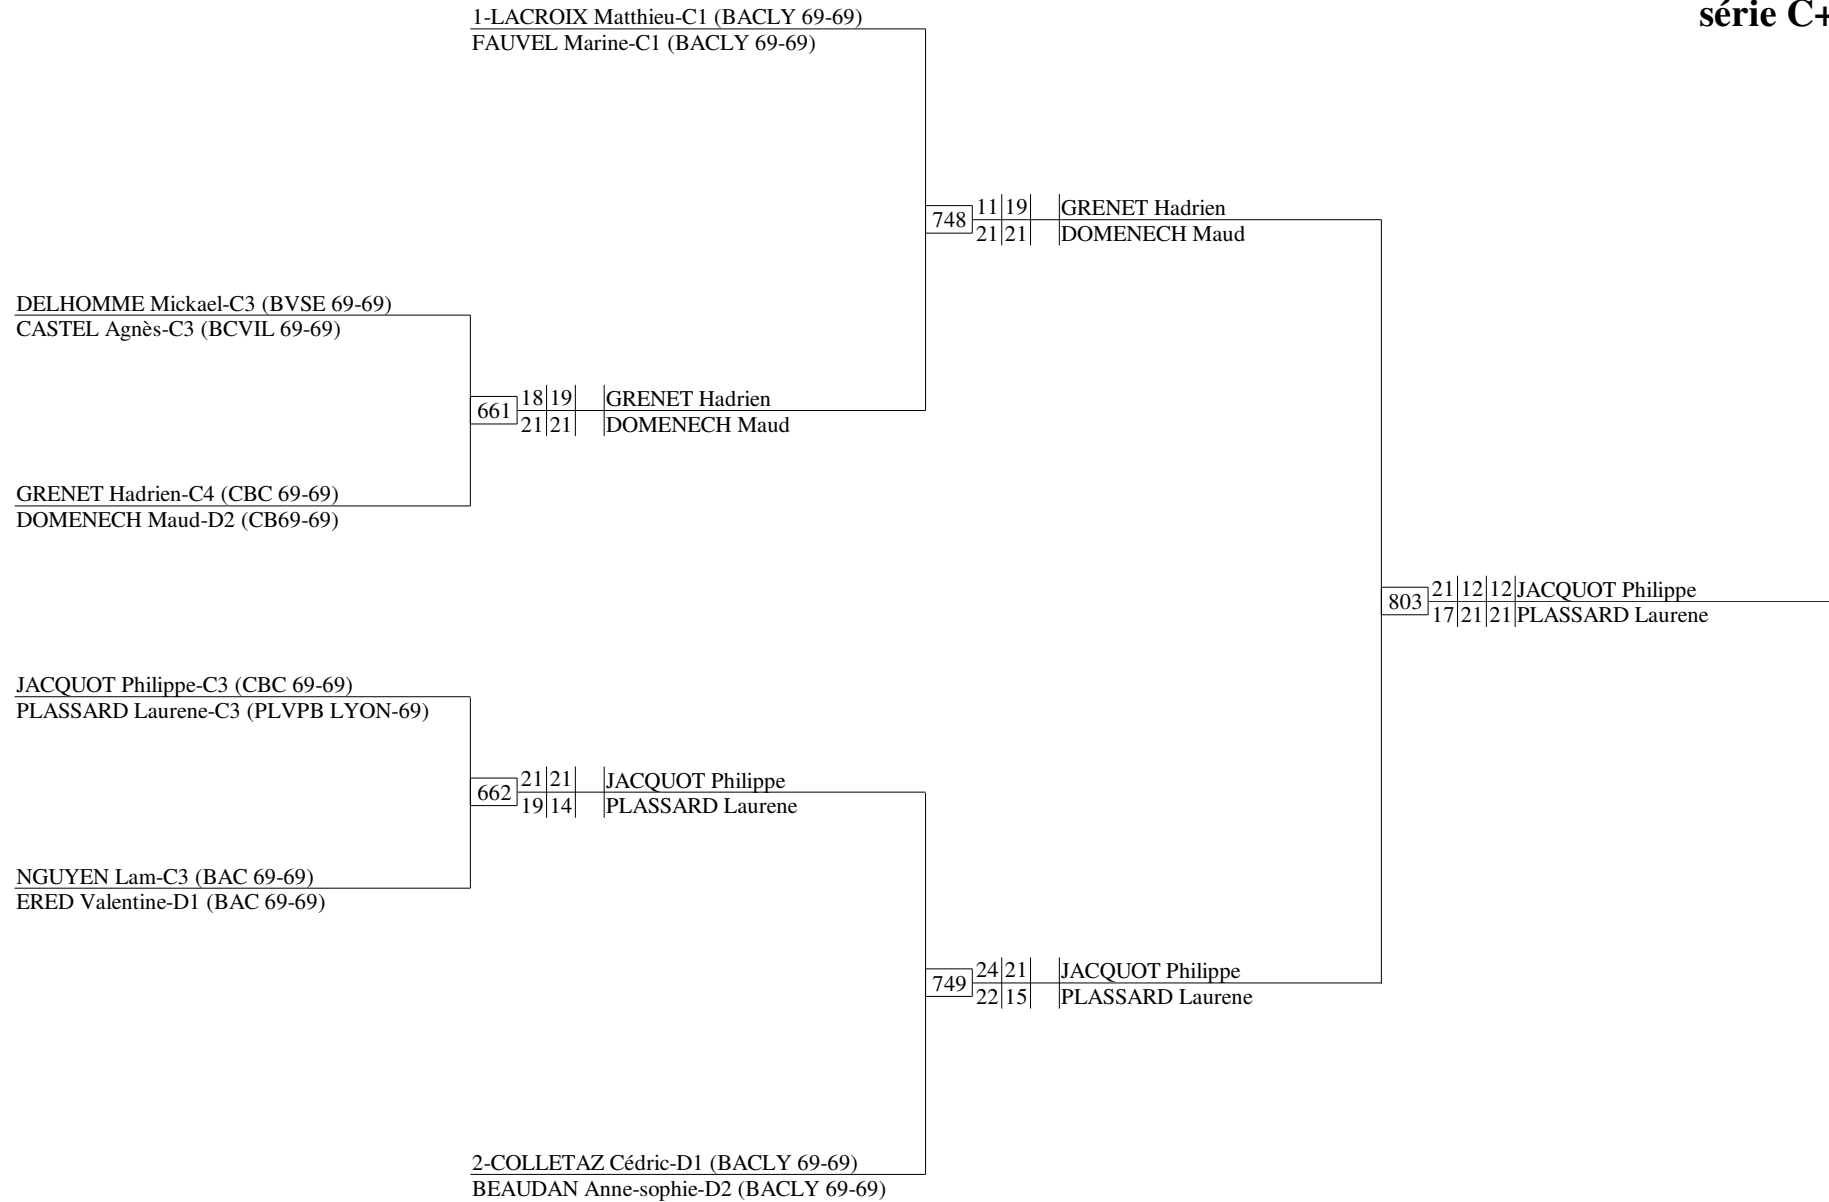 série C+
1-LACROIX Matthieu-C1 (BACLY 69-69)
FAUVEL Marine-C1 (BACLY 69-69)
748 11 19 GRENET Hadrien
21 21 DOMENECH Maud
DELHOMME Mickael-C3 (BVSE 69-69)
CASTEL Agnès-C3 (BCVIL 69-69)
661 18 19 GRENET Hadrien
21 21 DOMENECH Maud
GRENET Hadrien-C4 (CBC 69-69)
DOMENECH Maud-D2 (CB69-69)
803 21 12 12 JACQUOT Philippe
17 21 21 PLASSARD Laurene
JACQUOT Philippe-C3 (CBC 69-69)
PLASSARD Laurene-C3 (PLVPB LYON-69)
662 21 21 JACQUOT Philippe
19 14 PLASSARD Laurene
NGUYEN Lam-C3 (BAC 69-69)
ERED Valentine-D1 (BAC 69-69)
749 24 21 JACQUOT Philippe
22 15 PLASSARD Laurene
2-COLLETAZ Cédric-D1 (BACLY 69-69)
BEAUDAN Anne-sophie-D2 (BACLY 69-69)